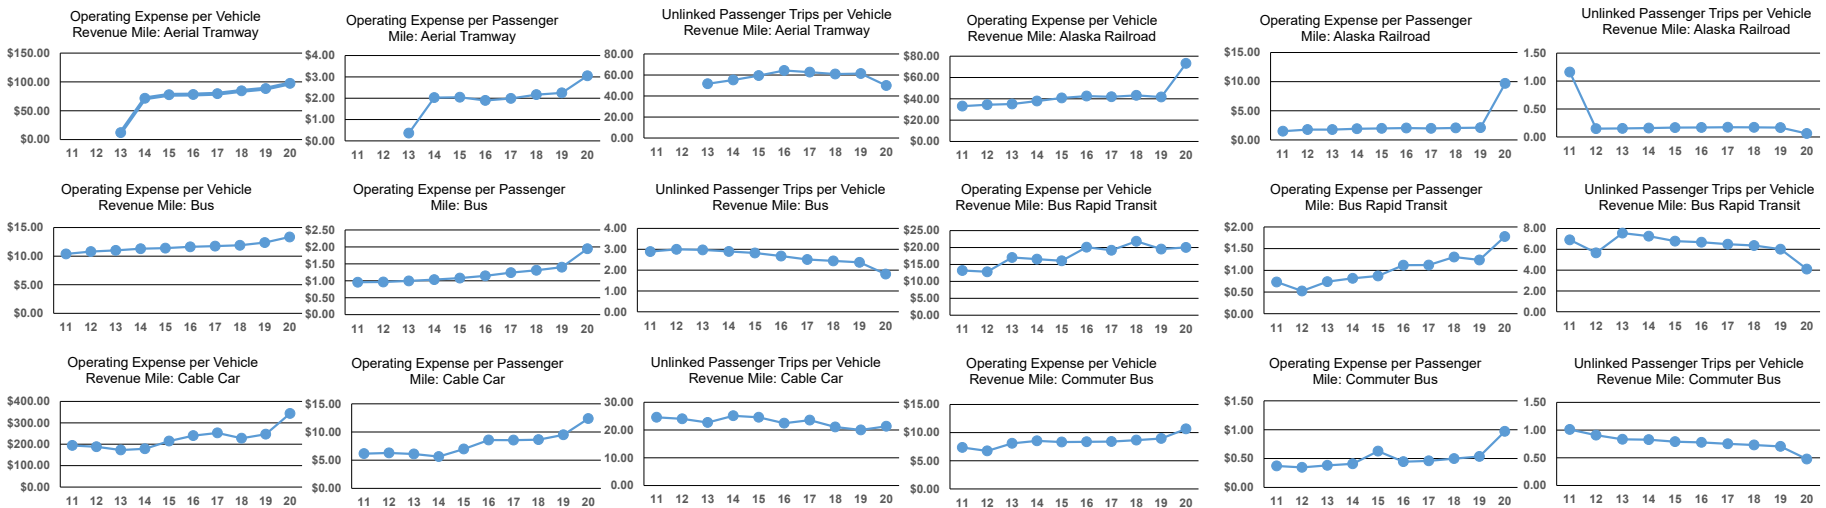 Operating Expense per Vehicle
Revenue Mile: Aerial Tramway
$150.00
$100.00
$50.00
$0.00
11 12 13 14 15 16 17 18 19 20
Operating Expense per Passenger
Mile: Aerial Tramway
$4.00
$3.00
$2.00
$1.00
$0.00
11 12 13 14 15 16 17 18 19 20
Unlinked Passenger Trips per Vehicle
Revenue Mile: Aerial Tramway
80.00
60.00
40.00
20.00
0.00
11 12 13 14 15 16 17 18 19 20
Operating Expense per Vehicle
Revenue Mile: Alaska Railroad
$80.00
$60.00
$40.00
$20.00
$0.00
11 12 13 14 15 16 17 18 19 20
Operating Expense per Passenger
Mile: Alaska Railroad
$15.00
$10.00
$5.00
$0.00
11 12 13 14 15 16 17 18 19 20
Unlinked Passenger Trips per Vehicle
Revenue Mile: Alaska Railroad
1.50
1.00
0.50
0.00
11 12 13 14 15 16 17 18 19 20
Operating Expense per Vehicle
Revenue Mile: Bus
$15.00
$10.00
$5.00
$0.00
11 12 13 14 15 16 17 18 19 20
Operating Expense per Passenger
Mile: Bus
$2.50
$2.00
$1.50
$1.00
$0.50
$0.00
11 12 13 14 15 16 17 18 19 20
Unlinked Passenger Trips per Vehicle
Revenue Mile: Bus
4.00
3.00
2.00
1.00
0.00
11 12 13 14 15 16 17 18 19 20
Operating Expense per Vehicle
Revenue Mile: Bus Rapid Transit
$25.00
$20.00
$15.00
$10.00
$5.00
$0.00
11 12 13 14 15 16 17 18 19 20
Operating Expense per Passenger
Mile: Bus Rapid Transit
$2.00
$1.50
$1.00
$0.50
$0.00
11 12 13 14 15 16 17 18 19 20
Unlinked Passenger Trips per Vehicle
Revenue Mile: Bus Rapid Transit
8.00
6.00
4.00
2.00
0.00
11 12 13 14 15 16 17 18 19 20
Operating Expense per Vehicle
Revenue Mile: Cable Car
$400.00
$300.00
$200.00
$100.00
$0.00
11 12 13 14 15 16 17 18 19 20
Operating Expense per Passenger
Mile: Cable Car
$15.00
$10.00
$5.00
$0.00
11 12 13 14 15 16 17 18 19 20
Unlinked Passenger Trips per Vehicle
Revenue Mile: Cable Car
30.00
20.00
10.00
0.00
11 12 13 14 15 16 17 18 19 20
Operating Expense per Vehicle
Revenue Mile: Commuter Bus
$15.00
$10.00
$5.00
$0.00
11 12 13 14 15 16 17 18 19 20
Operating Expense per Passenger
Mile: Commuter Bus
$1.50
$1.00
$0.50
$0.00
11 12 13 14 15 16 17 18 19 20
Unlinked Passenger Trips per Vehicle
Revenue Mile: Commuter Bus
1.50
1.00
0.50
0.00
11 12 13 14 15 16 17 18 19 20